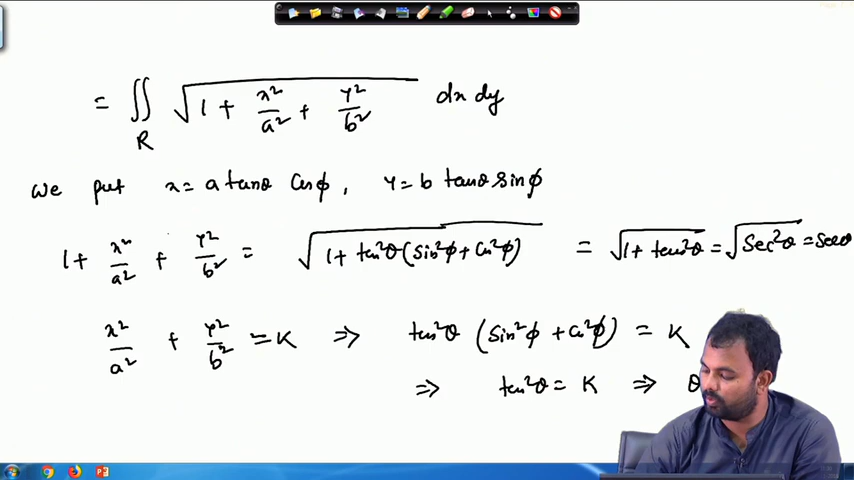 = ∬_R √(1 + x²/a² + y²/b²) dx dy
We put x = a tanθ Cosϕ, y = b tanθ sinϕ
1 + x²/a² + y²/b² = √(1 + tan²θ (Sin²ϕ + Cos²ϕ)) = √(1 + tan²θ) = √(Sec²θ) = Secθ
x²/a² + y²/b² = K ⇒ tan²θ (Sin²ϕ + Cos²ϕ) = K
⇒ tan²θ = K ⇒ θ